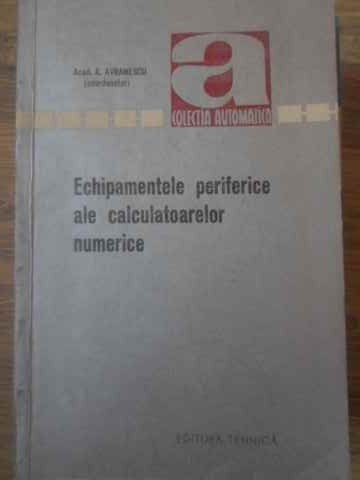 Acad. A. AVRAMESCU
(coordonator)
a
COLECȚIA AUTOMATICA
Echipamentele periferice
ale calculatoarelor
numerice
EDITURA TEHNICĂ